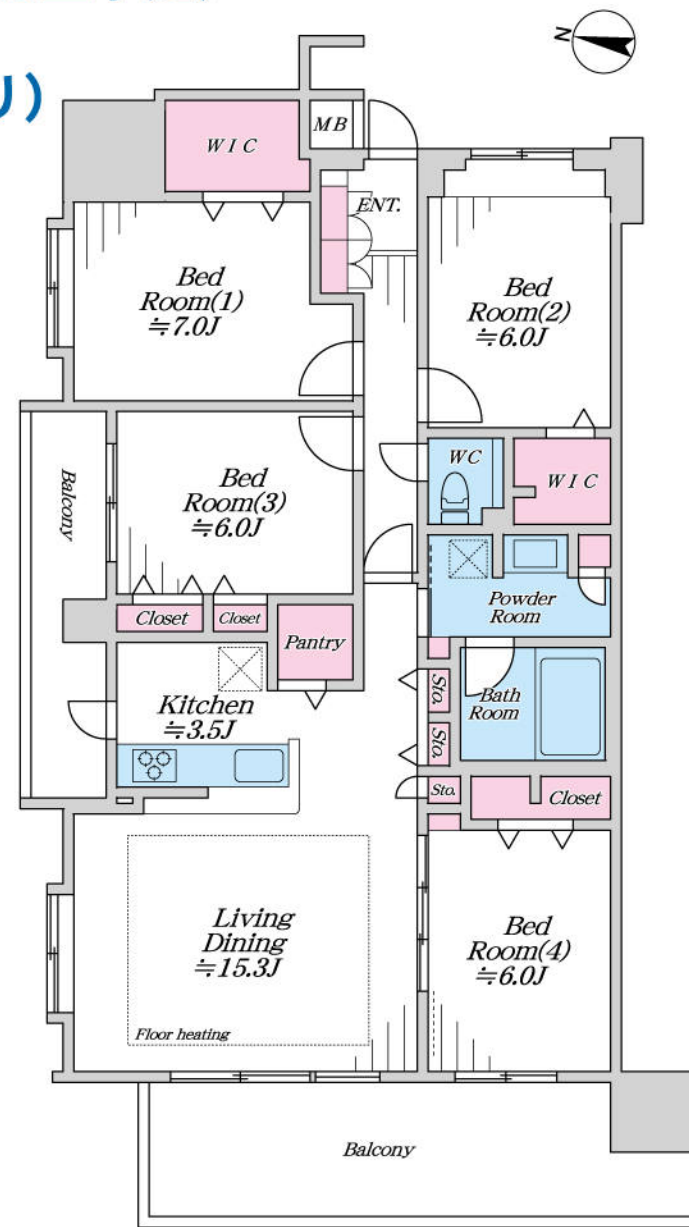 リ)
N
WIC
MB
ENT.
Bed
Room(1)
≒7.0J
Bed
Room(2)
≒6.0J
Balcony
Bed
Room(3)
≒6.0J
WC
WIC
Closet
Closet
Pantry
Powder
Room
Kitchen
≒3.5J
Sto.
Sto.
Bath
Room
Sto.
Closet
Living
Dining
≒15.3J
Floor heating
Bed
Room(4)
≒6.0J
Balcony